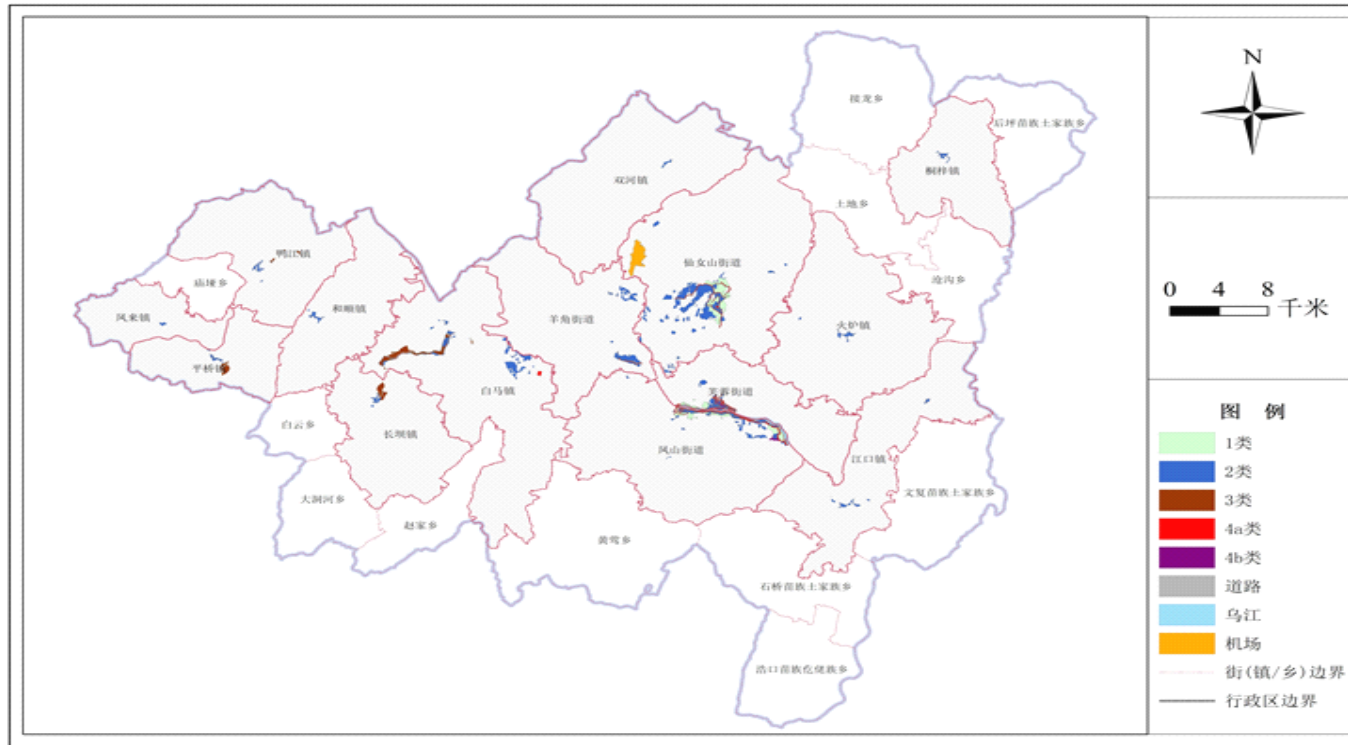 接龙乡
后坪苗族土家族乡
桐梓镇
双河镇
土地乡
仙女山街道
沧沟乡
鸭江镇
庙垭乡
凤来镇
和顺镇
羊角街道
火炉镇
平桥镇
白马镇
芙蓉街道
白云乡
长坝镇
凤山街道
江口镇
文复苗族土家族乡
大洞河乡
赵家乡
黄莺乡
石桥苗族土家族乡
浩口苗族仡佬族乡
N
0 4 8 千米
图 例
1类
2类
3类
4a类
4b类
道路
乌江
机场
街(镇/乡)边界
行政区边界